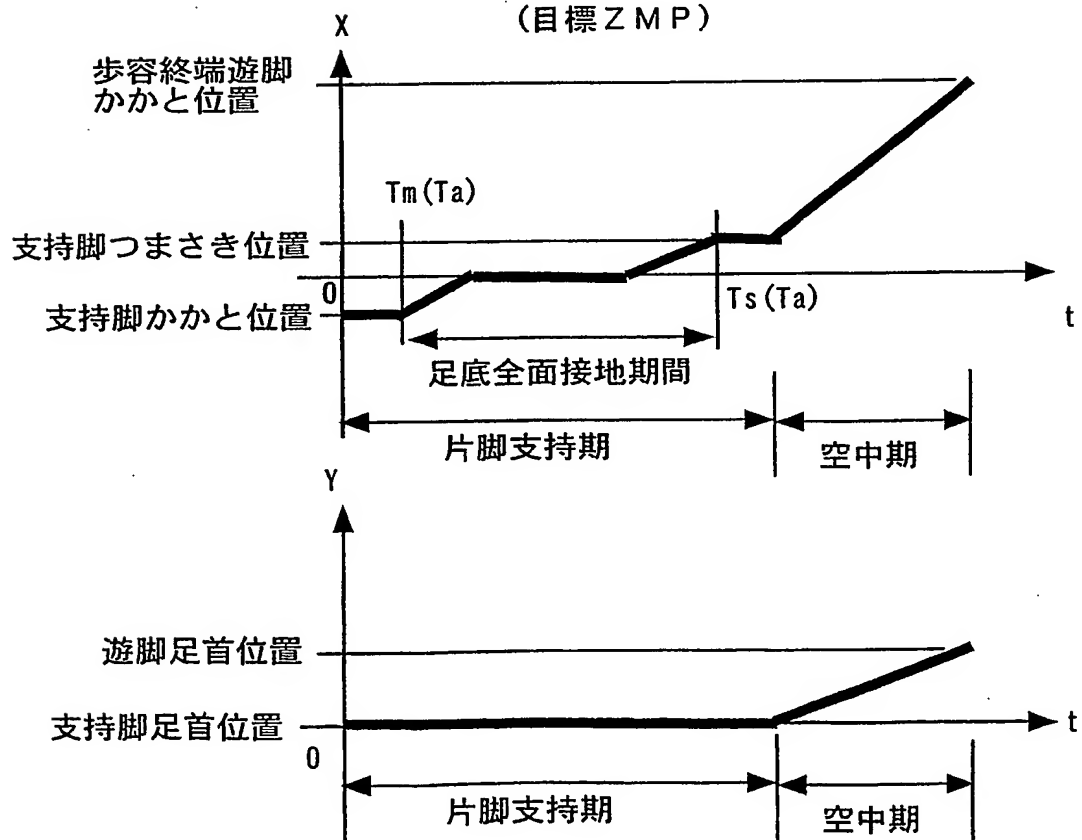 (目標ZMP)
X
歩容終端遊脚
かかと位置
Tm(Ta)
支持脚つまさき位置
0
Ts(Ta)
支持脚かかと位置
t
足底全面接地期間
片脚支持期
空中期
Y
遊脚足首位置
支持脚足首位置
t
0
片脚支持期
空中期